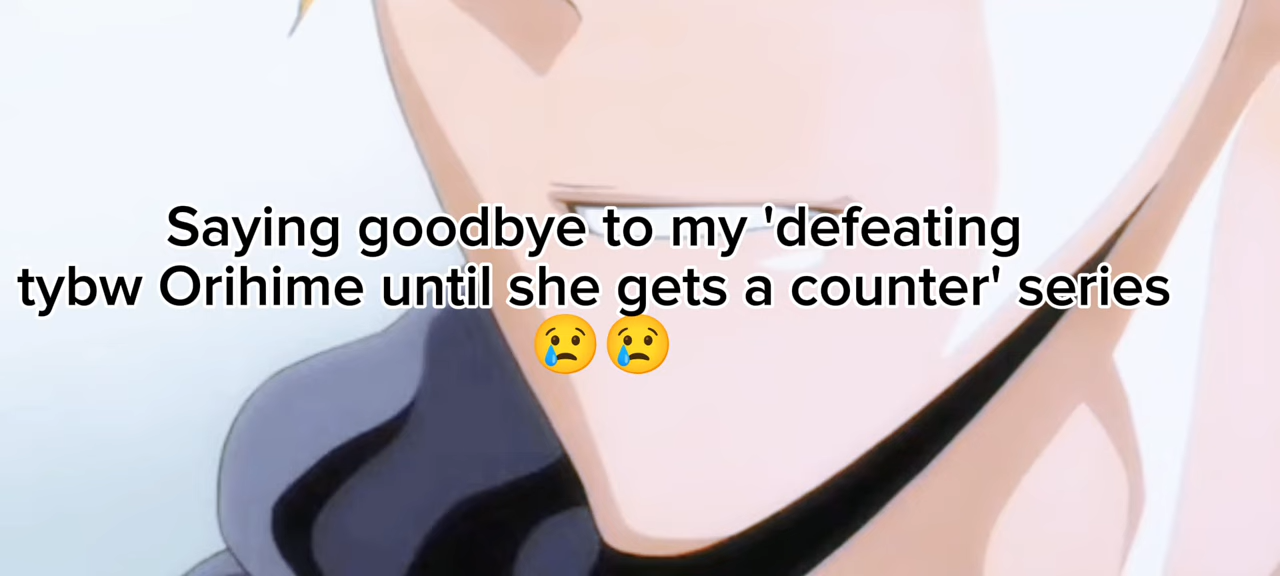 Saying goodbye to my 'defeating
tybw Orihime until she gets a counter' series
😢😢